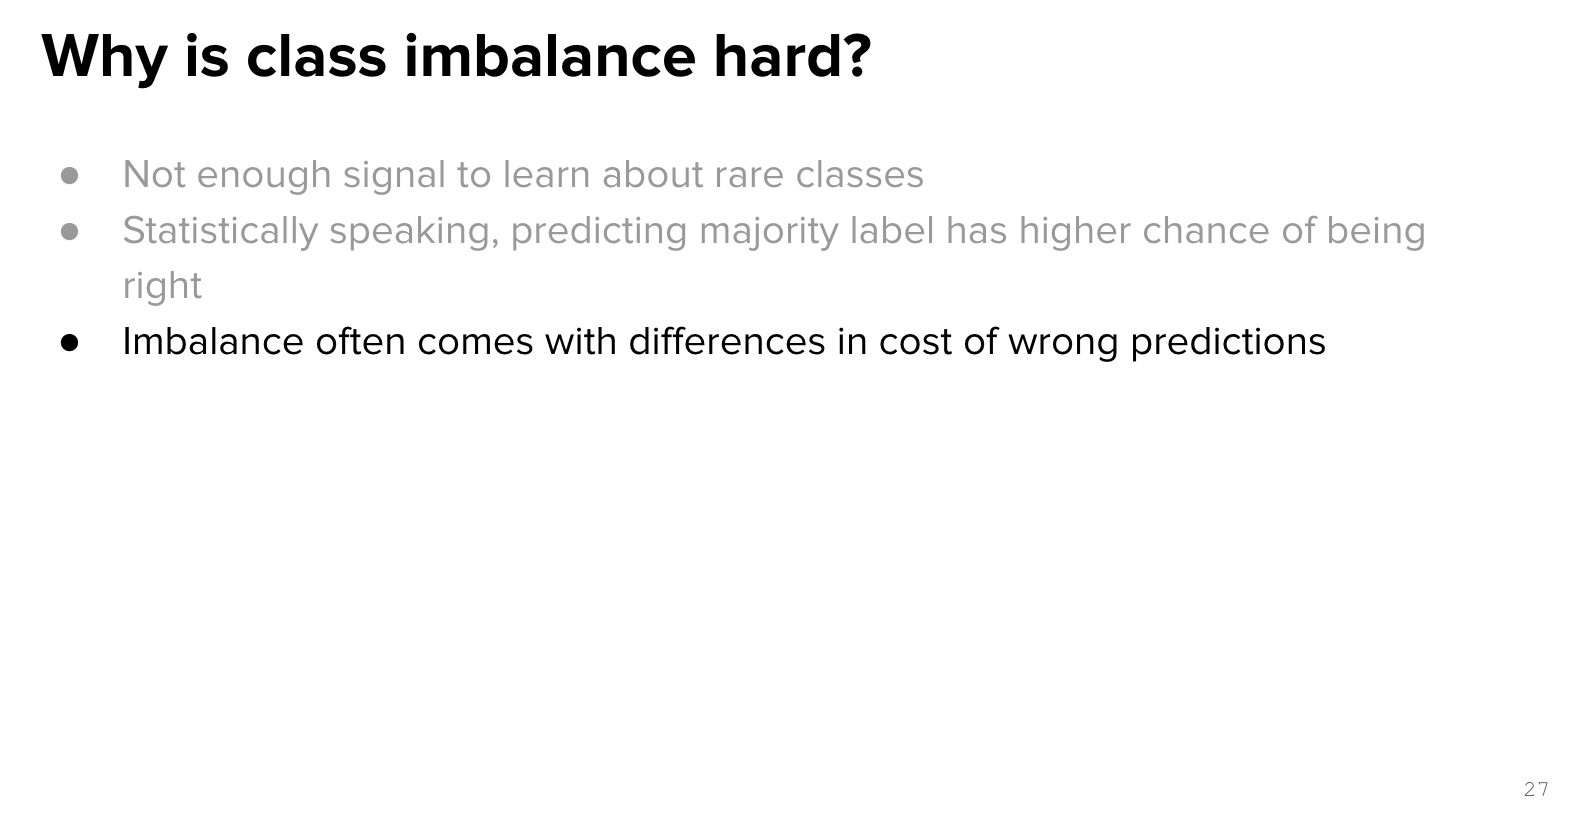 Why is class imbalance hard?
● Not enough signal to learn about rare classes
● Statistically speaking, predicting majority label has higher chance of being
right
● Imbalance often comes with differences in cost of wrong predictions
27